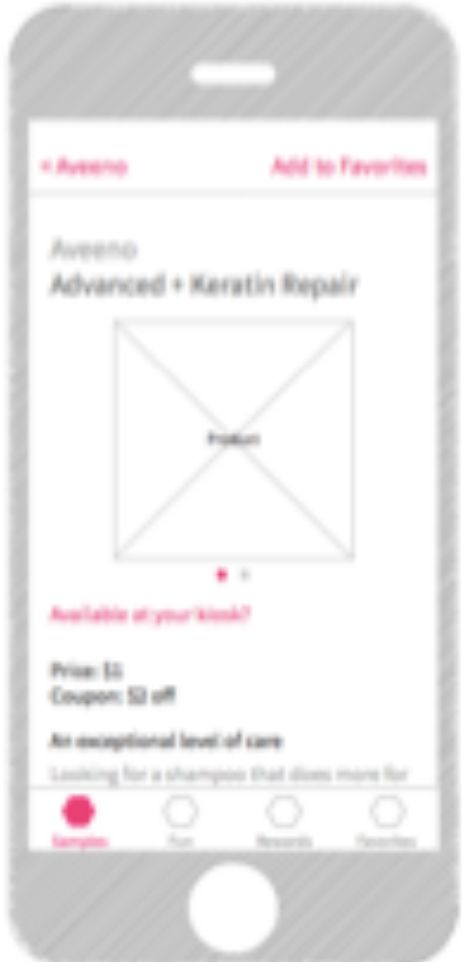 < Aveeno Add to Favorites
Aveeno
Advanced + Keratin Repair
Product
Available at your kiosk?
Price: $1
Coupon: $2 off
An exceptional level of care
Looking for a shampoo that does more for
Samples Fun Rewards Favorites